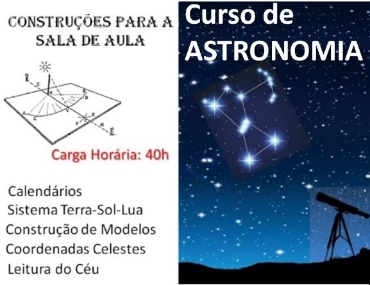 CONSTRUÇÕES PARA A
SALA DE AULA
Carga Horária: 40h
Calendários
Sistema Terra-Sol-Lua
Construção de Modelos
Coordenadas Celestes
Leitura do Céu
Curso de
ASTRONOMIA